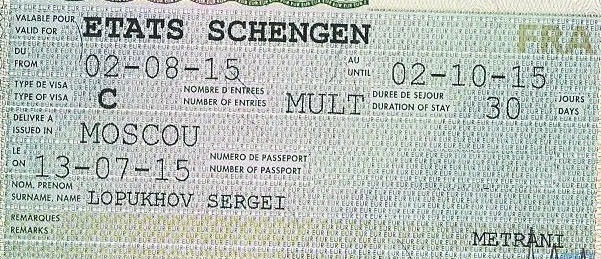 VALABLE POUR
VALID FOR ETATS SCHENGEN
FRA
DU
FROM 02-08-15 AU
UNTIL 02-10-15
TYPE DE VISA
TYPE OF VISA C NOMBRE D'ENTREES
NUMBER OF ENTRIES MULT DUREE DE SEJOUR
DURATION OF STAY 30 JOURS
DAYS
DELIVRE A
ISSUED IN MOSCOU
LE
ON 13-07-15 NUMERO DE PASSEPORT
NUMBER OF PASSPORT
NOM, PRENOM
SURNAME, NAME LOPUKHOV SERGEI
REMARQUES
REMARKS
METRANI